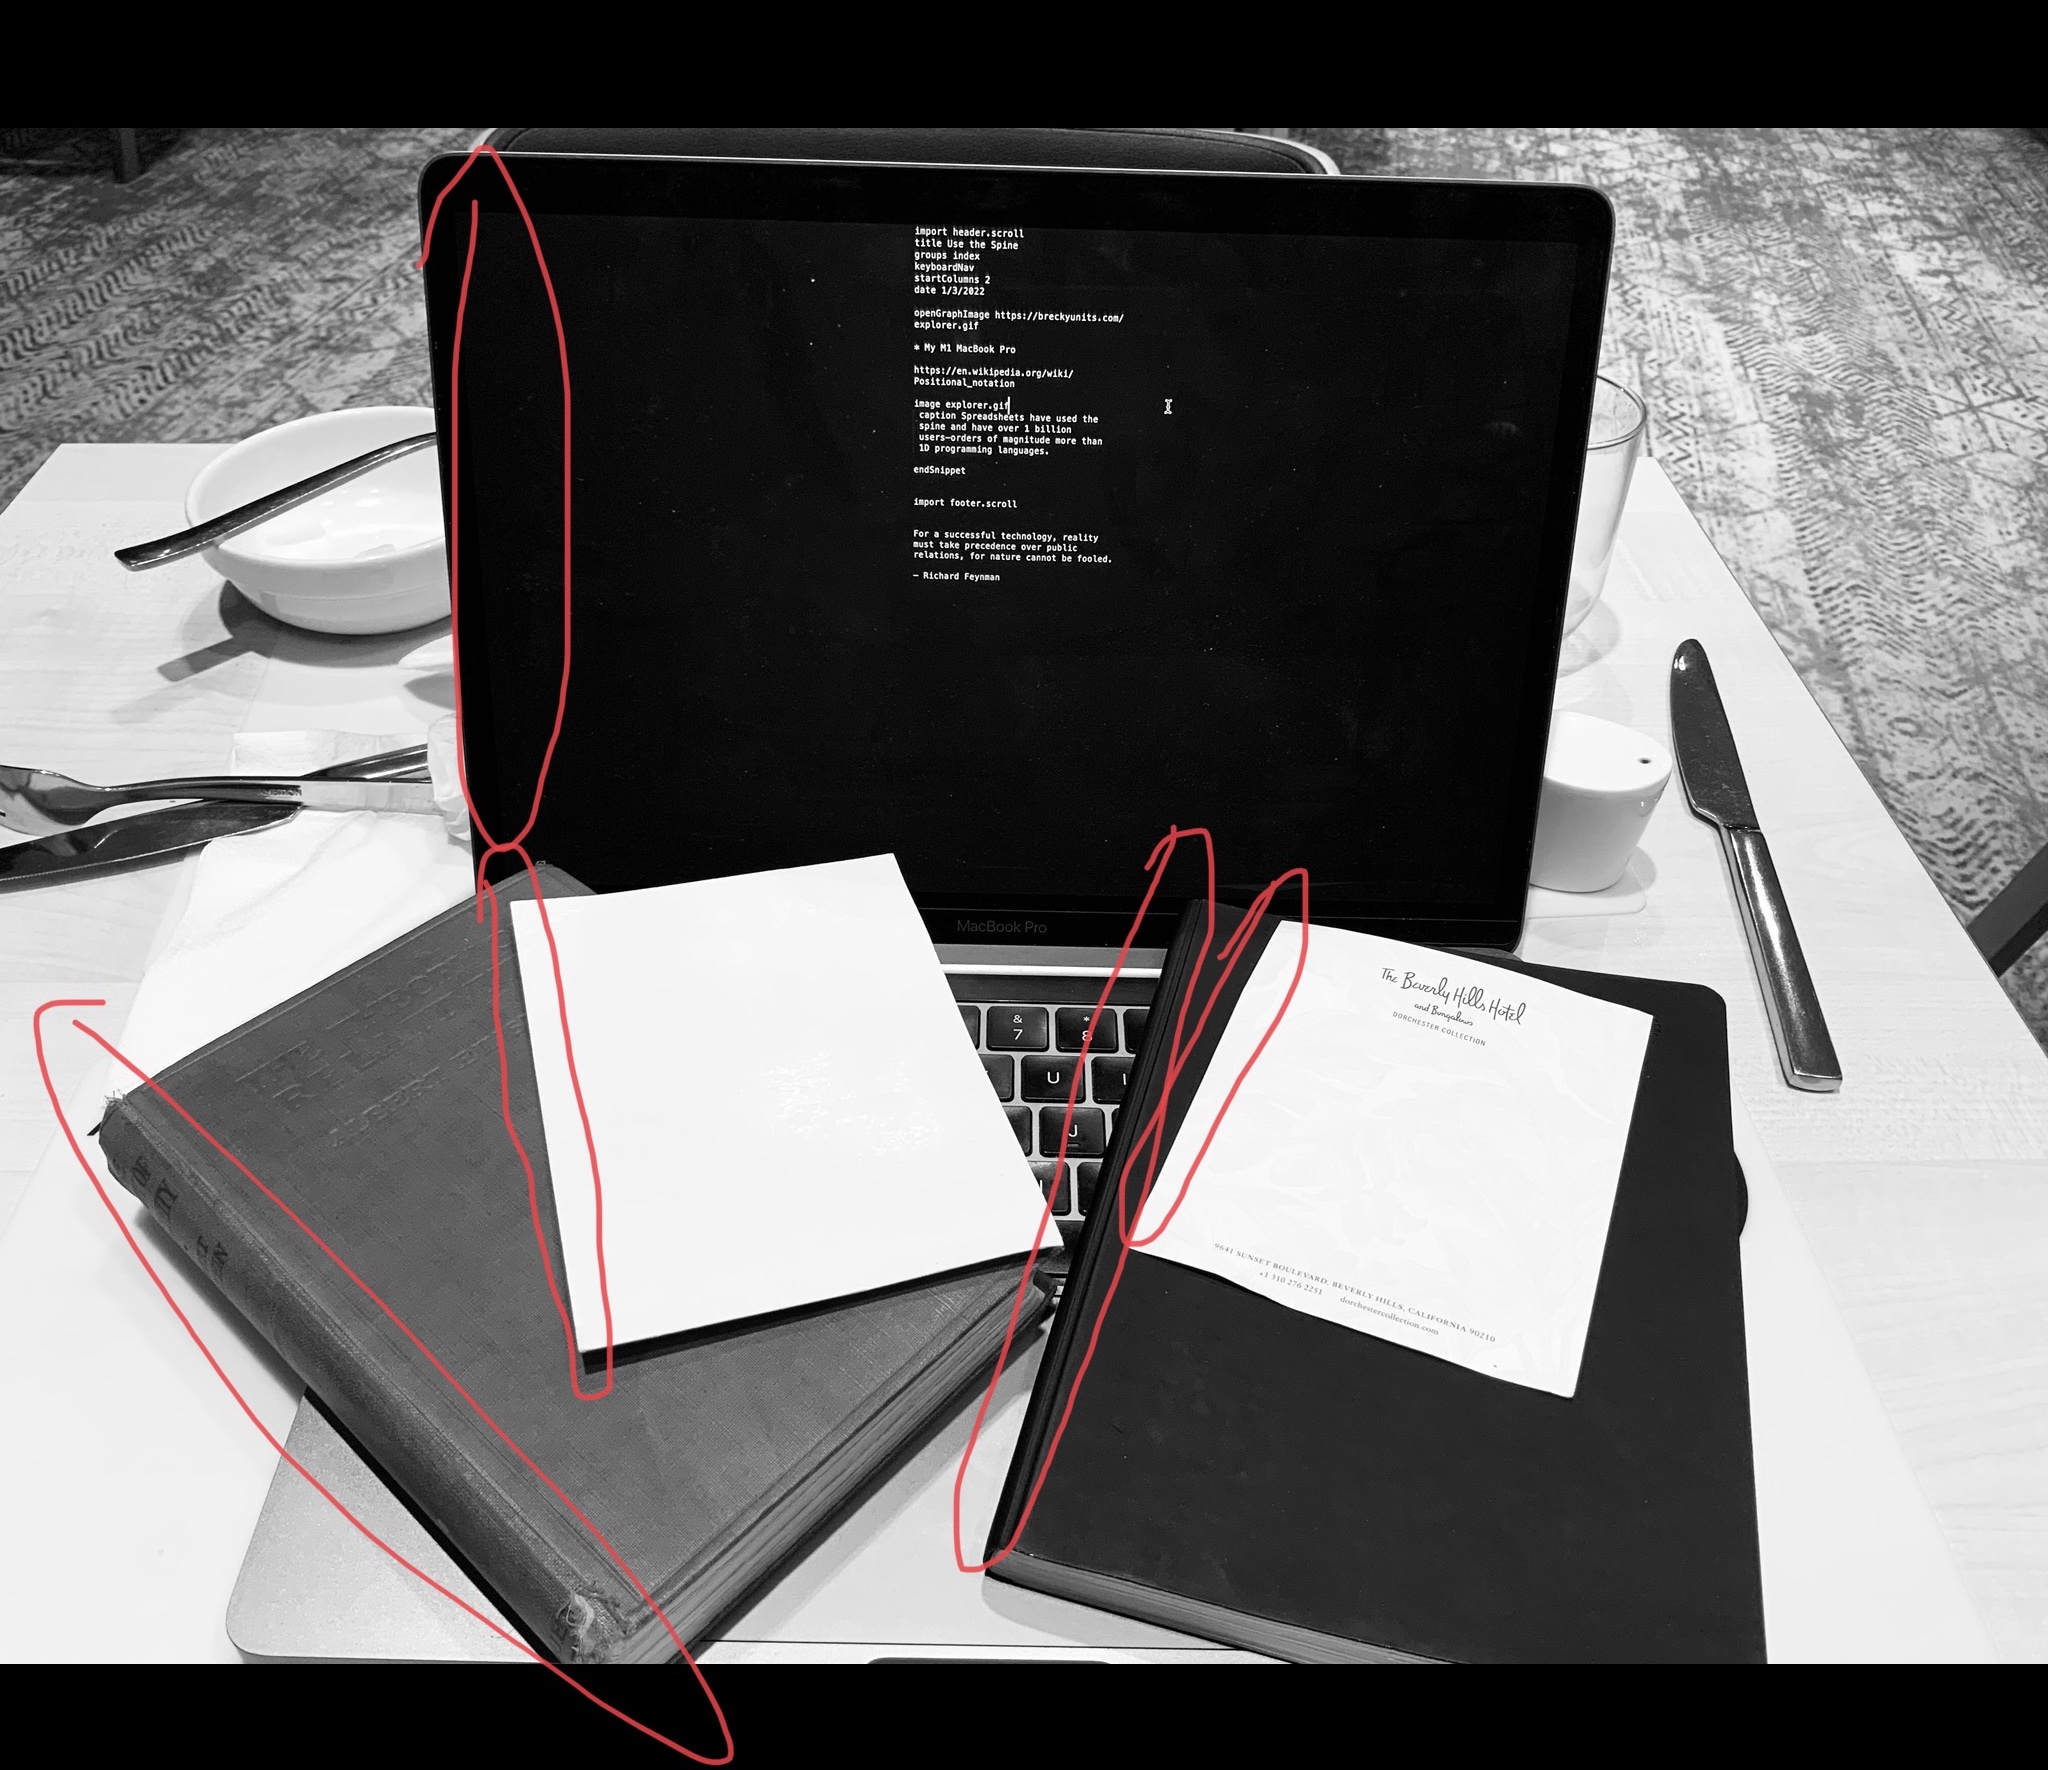 import header.scroll
title Use the Spine
groups index
keyboardNav
startColumns 2
date 1/3/2022
openGraphImage https://breckyunits.com/
explorer.gif
* My M1 MacBook Pro
https://en.wikipedia.org/wiki/
Positional_notation
image explorer.gif
caption Spreadsheets have used the
spine and have over 1 billion
users-orders of magnitude more than
1D programming languages.
endSnippet
import footer.scroll
For a successful technology, reality
must take precedence over public
relations, for nature cannot be fooled.
— Richard Feynman
MacBook Pro
& *
7 8
U I
J
The Beverly Hills Hotel
and Bungalows
DORCHESTER COLLECTION
9641 SUNSET BOULEVARD, BEVERLY HILLS, CALIFORNIA 90210
+1 310 276 2251 dorchestercollection.com